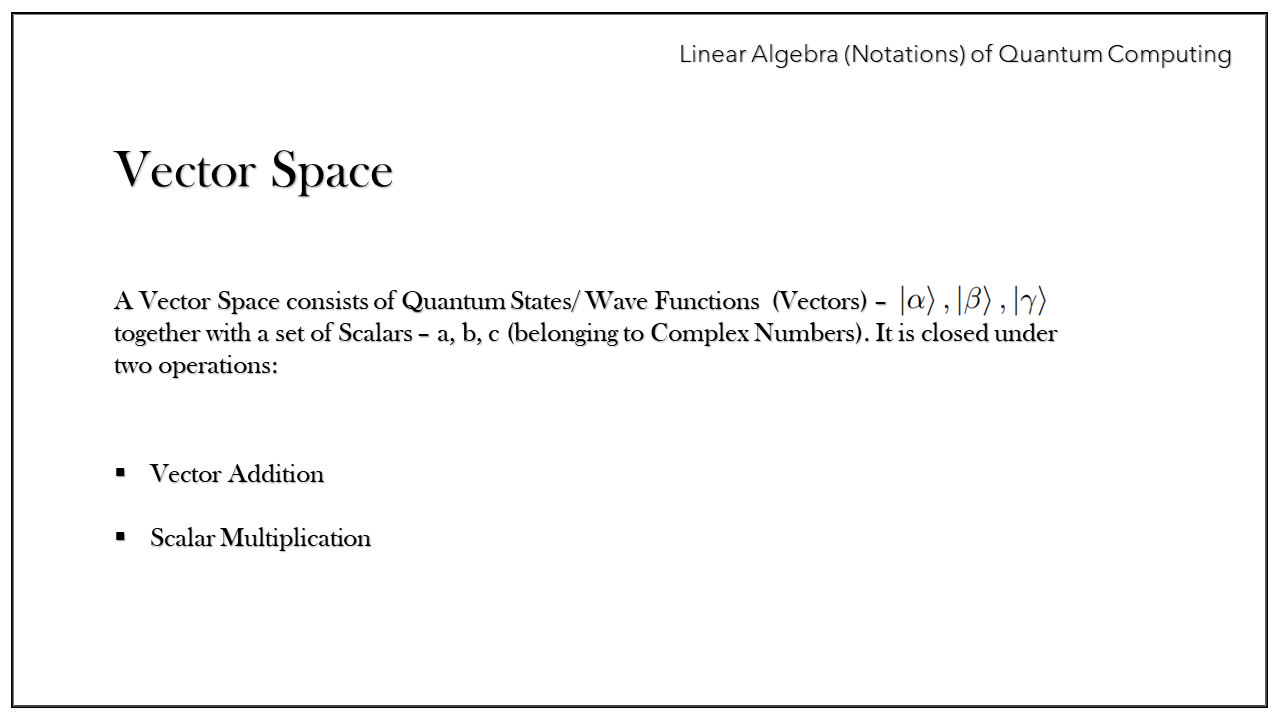 Linear Algebra (Notations) of Quantum Computing
Vector Space
A Vector Space consists of Quantum States/ Wave Functions (Vectors) – |α⟩ , |β⟩ , |γ⟩
together with a set of Scalars – a, b, c (belonging to Complex Numbers). It is closed under
two operations:
▪ Vector Addition
▪ Scalar Multiplication